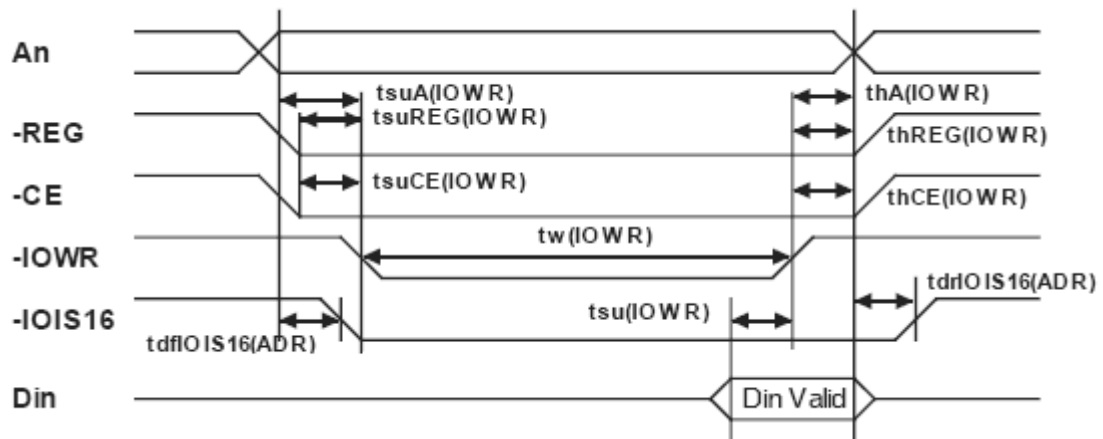 An
tsuA(IOWR)
thA(IOWR)
tsuREG(IOWR)
-REG
thREG(IOWR)
tsuCE(IOWR)
-CE
thCE(IOWR)
tw(IOWR)
-IOWR
tdrIOIS16(ADR)
tsu(IOWR)
-IOIS16
tdfIOIS16(ADR)
Din
Din Valid